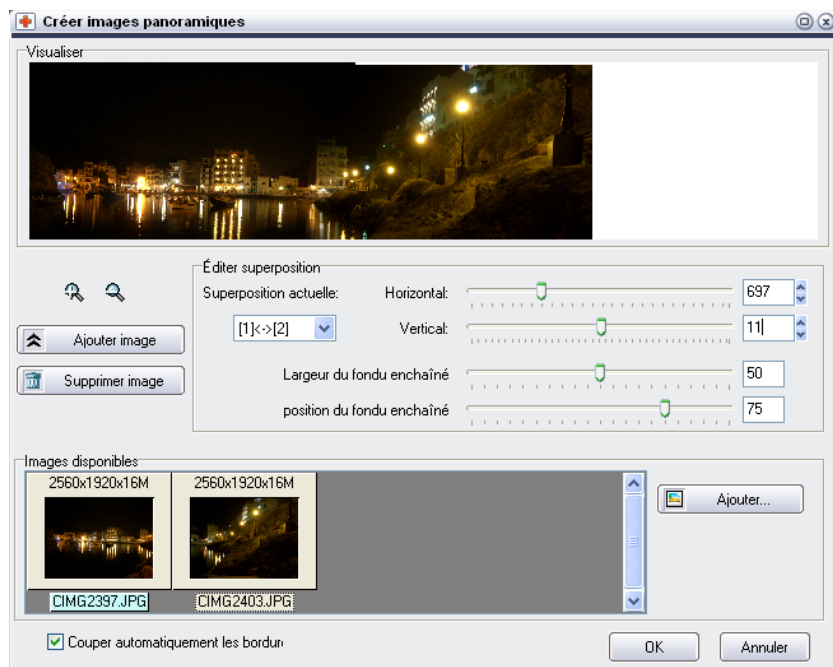 Créer images panoramiques
Visualiser
Éditer superposition
Superposition actuelle:
Horizontal:
697
[1]<->[2]
Vertical:
11
Ajouter image
Supprimer image
Largeur du fondu enchaîné
50
position du fondu enchaîné
75
Images disponibles
2560x1920x16M
2560x1920x16M
Ajouter...
CIMG2397.JPG
CIMG2403.JPG
Couper automatiquement les bordure
OK
Annuler